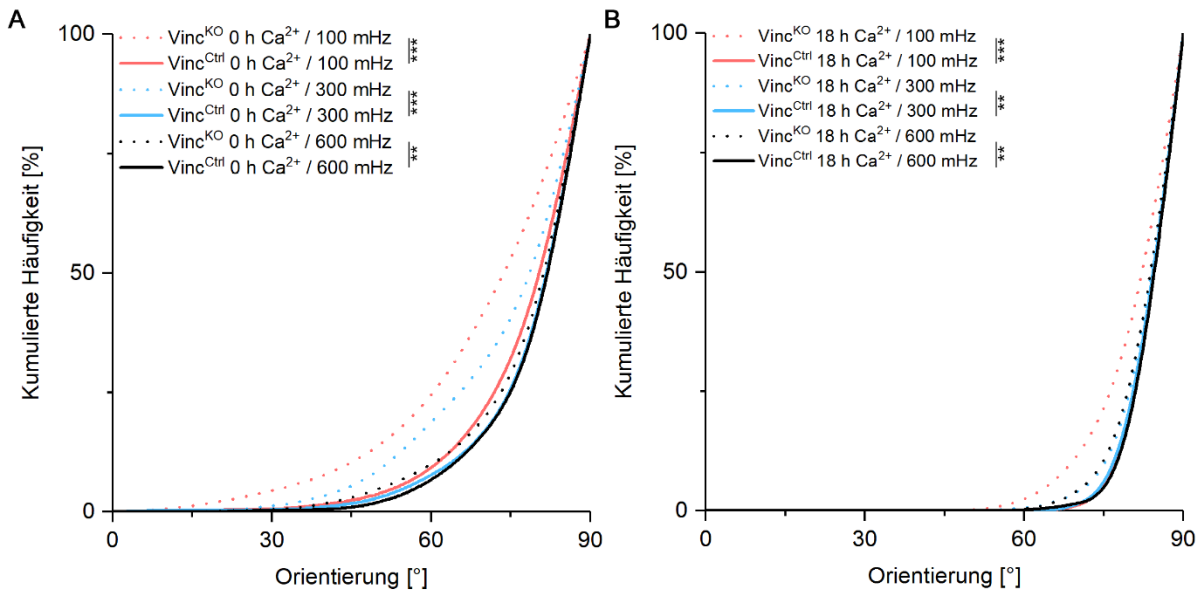 A
Vinc^KO 0 h Ca²⁺ / 100 mHz
Vinc^Ctrl 0 h Ca²⁺ / 100 mHz
***
Vinc^KO 0 h Ca²⁺ / 300 mHz
Vinc^Ctrl 0 h Ca²⁺ / 300 mHz
***
Vinc^KO 0 h Ca²⁺ / 600 mHz
Vinc^Ctrl 0 h Ca²⁺ / 600 mHz
**
Kumulierte Häufigkeit [%]
100
50
0
0 30 60 90
Orientierung [°]
B
Vinc^KO 18 h Ca²⁺ / 100 mHz
Vinc^Ctrl 18 h Ca²⁺ / 100 mHz
***
Vinc^KO 18 h Ca²⁺ / 300 mHz
Vinc^Ctrl 18 h Ca²⁺ / 300 mHz
**
Vinc^KO 18 h Ca²⁺ / 600 mHz
Vinc^Ctrl 18 h Ca²⁺ / 600 mHz
**
Kumulierte Häufigkeit [%]
100
50
0
0 30 60 90
Orientierung [°]